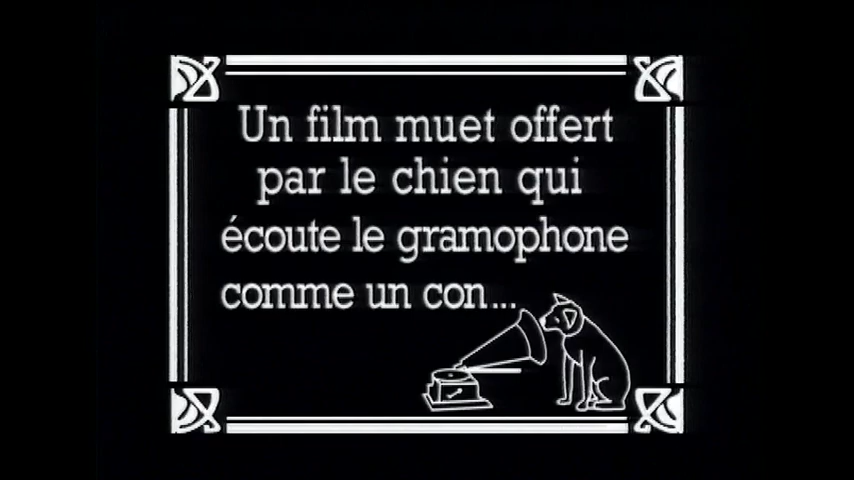 Un film muet offert
par le chien qui
écoute le gramophone
comme un con...